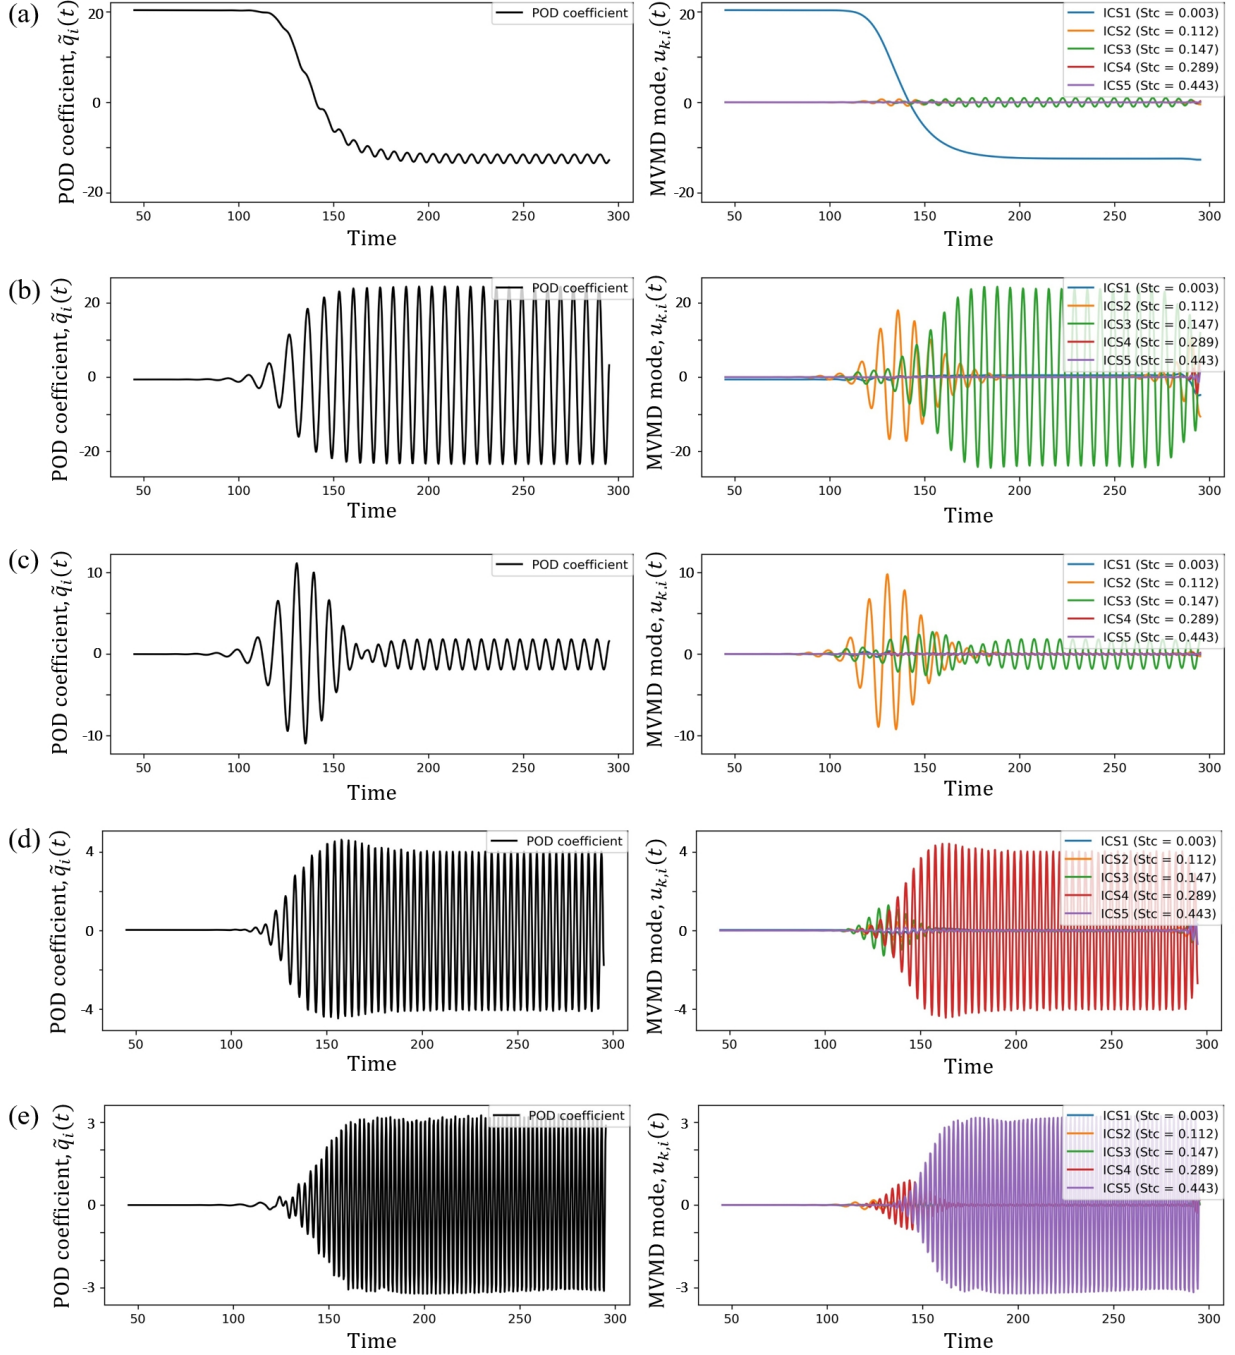 (a)
POD coefficient, q̃ᵢ(t)
20
0
-20
50 100 150 200 250 300
Time
POD coefficient
MVMD mode, uₖ,ᵢ(t)
20
0
-20
50 100 150 200 250 300
Time
ICS1 (Stc = 0.003)
ICS2 (Stc = 0.112)
ICS3 (Stc = 0.147)
ICS4 (Stc = 0.289)
ICS5 (Stc = 0.443)
(b)
POD coefficient, q̃ᵢ(t)
20
0
-20
50 100 150 200 250 300
Time
POD coefficient
MVMD mode, uₖ,ᵢ(t)
20
0
-20
50 100 150 200 250 300
Time
ICS1 (Stc = 0.003)
ICS2 (Stc = 0.112)
ICS3 (Stc = 0.147)
ICS4 (Stc = 0.289)
ICS5 (Stc = 0.443)
(c)
POD coefficient, q̃ᵢ(t)
10
0
-10
50 100 150 200 250 300
Time
POD coefficient
MVMD mode, uₖ,ᵢ(t)
10
0
-10
50 100 150 200 250 300
Time
ICS1 (Stc = 0.003)
ICS2 (Stc = 0.112)
ICS3 (Stc = 0.147)
ICS4 (Stc = 0.289)
ICS5 (Stc = 0.443)
(d)
POD coefficient, q̃ᵢ(t)
4
0
-4
50 100 150 200 250 300
Time
POD coefficient
MVMD mode, uₖ,ᵢ(t)
4
0
-4
50 100 150 200 250 300
Time
ICS1 (Stc = 0.003)
ICS2 (Stc = 0.112)
ICS3 (Stc = 0.147)
ICS4 (Stc = 0.289)
ICS5 (Stc = 0.443)
(e)
POD coefficient, q̃ᵢ(t)
3
0
-3
50 100 150 200 250 300
Time
POD coefficient
MVMD mode, uₖ,ᵢ(t)
3
0
-3
50 100 150 200 250 300
Time
ICS1 (Stc = 0.003)
ICS2 (Stc = 0.112)
ICS3 (Stc = 0.147)
ICS4 (Stc = 0.289)
ICS5 (Stc = 0.443)